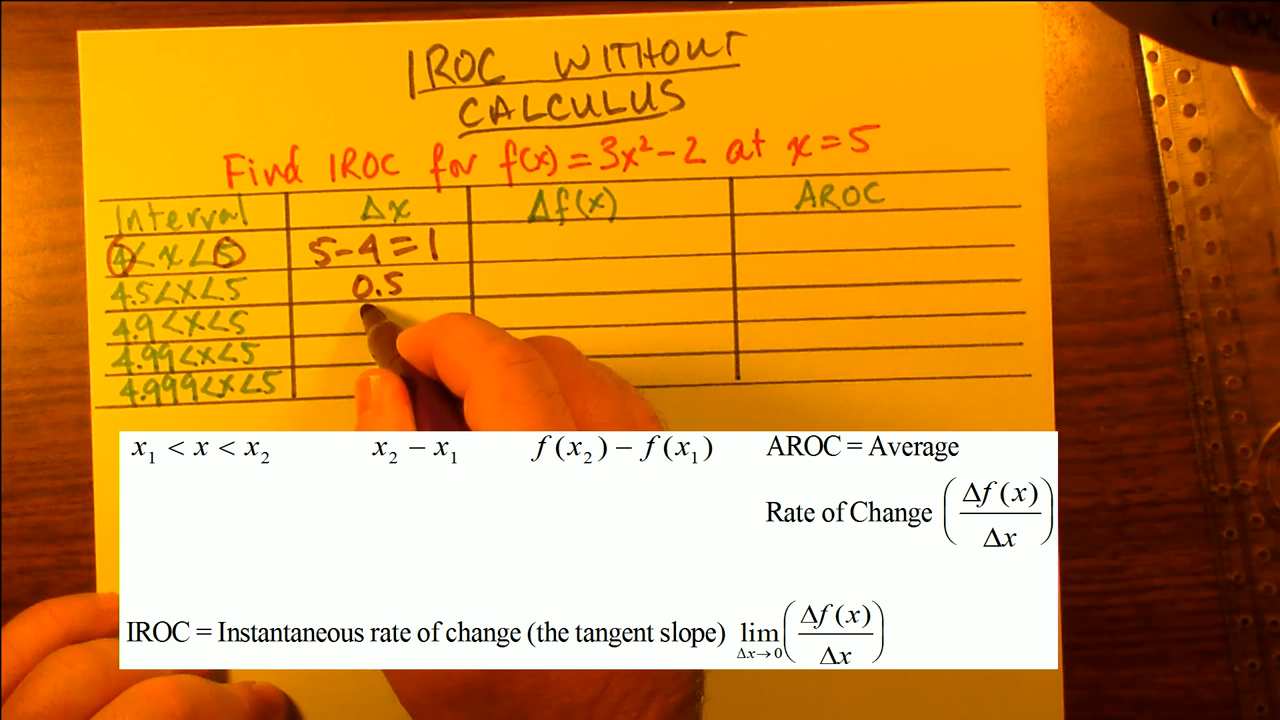 IROC WITHOUT
CALCULUS
Find IROC for f(x) = 3x² - 2 at x = 5
Interval Δx Δf(x) AROC
4 < x < 5 5 - 4 = 1
4.5 < x < 5 0.5
4.9 < x < 5
4.99 < x < 5
4.999 < x < 5
x₁ < x < x₂ x₂ − x₁ f(x₂) − f(x₁) AROC = Average
Rate of Change (Δf(x)/Δx)
IROC = Instantaneous rate of change (the tangent slope) lim Δx→0 (Δf(x)/Δx)